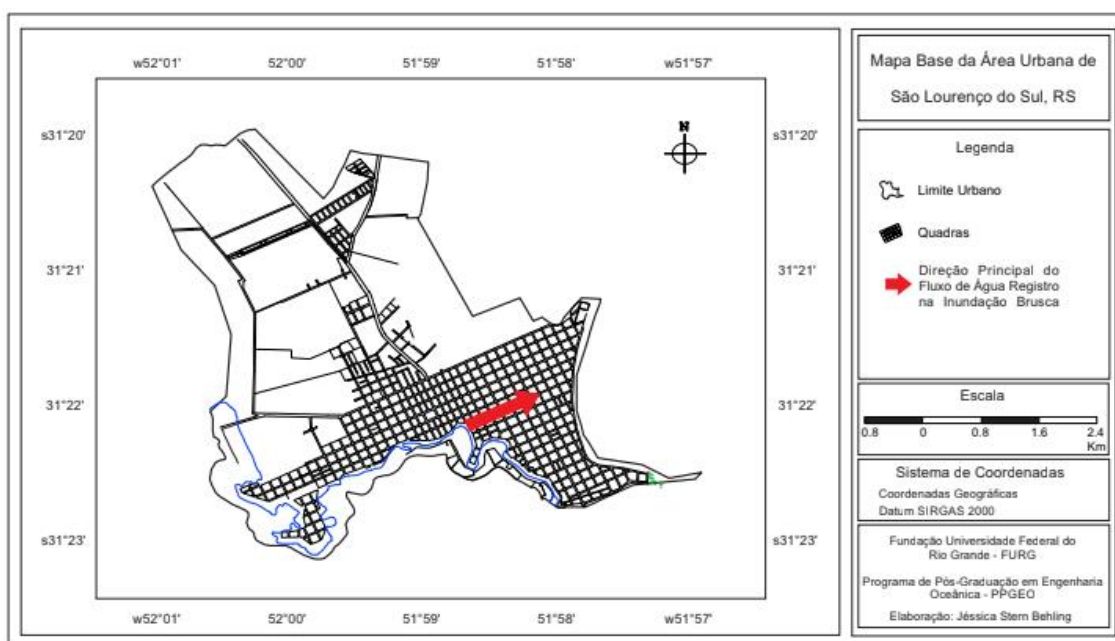 w52°01' 52°00' 51°59' 51°58' w51°57'
s31°20' s31°20'
N
31°21' 31°21'
31°22' 31°22'
s31°23' s31°23'
w52°01' 52°00' 51°59' 51°58' w51°57'
Mapa Base da Área Urbana de
São Lourenço do Sul, RS
Legenda
Limite Urbano
Quadras
Direção Principal do
Fluxo de Água Registro
na Inundação Brusca
Escala
0.8 0 0.8 1.6 2.4
Km
Sistema de Coordenadas
Coordenadas Geográficas
Datum SIRGAS 2000
Fundação Universidade Federal do
Rio Grande - FURG
Programa de Pós-Graduação em Engenharia
Oceânica - PPGEO
Elaboração: Jéssica Stern Behling